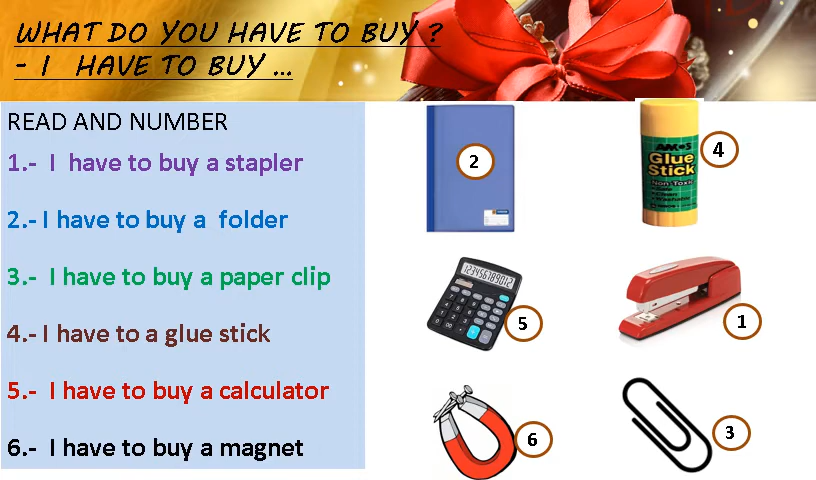 WHAT DO YOU HAVE TO BUY ?
- I HAVE TO BUY ...
READ AND NUMBER
1.- I have to buy a stapler
2.- I have to buy a folder
3.- I have to buy a paper clip
4.- I have to a glue stick
5.- I have to buy a calculator
6.- I have to buy a magnet
2
AMOS
Glue
Stick
Non-Toxic
4
123456789012
5
1
6
3